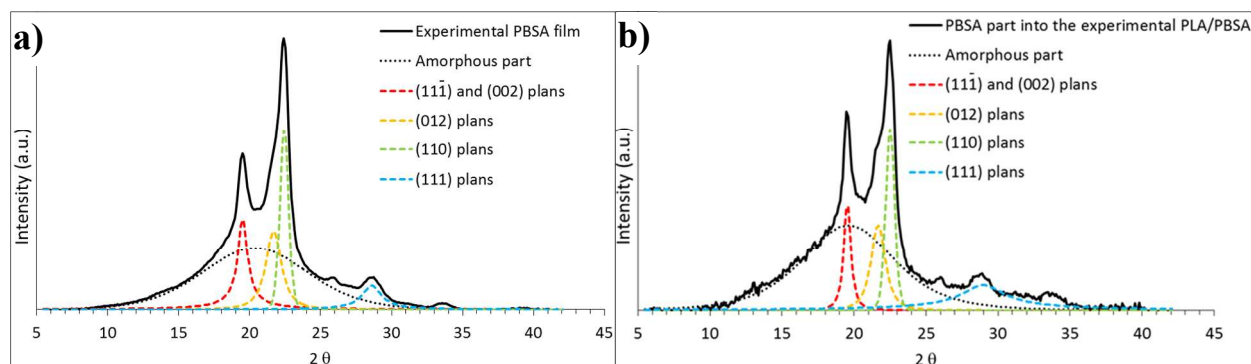 a)
Experimental PBSA film
Amorphous part
(111̄) and (002) plans
(012) plans
(110) plans
(111) plans
Intensity (a.u.)
5 10 15 20 25 30 35 40 45
2 θ
b)
PBSA part into the experimental PLA/PBSA
Amorphous part
(111̄) and (002) plans
(012) plans
(110) plans
(111) plans
Intensity (a.u.)
5 10 15 20 25 30 35 40 45
2 θ